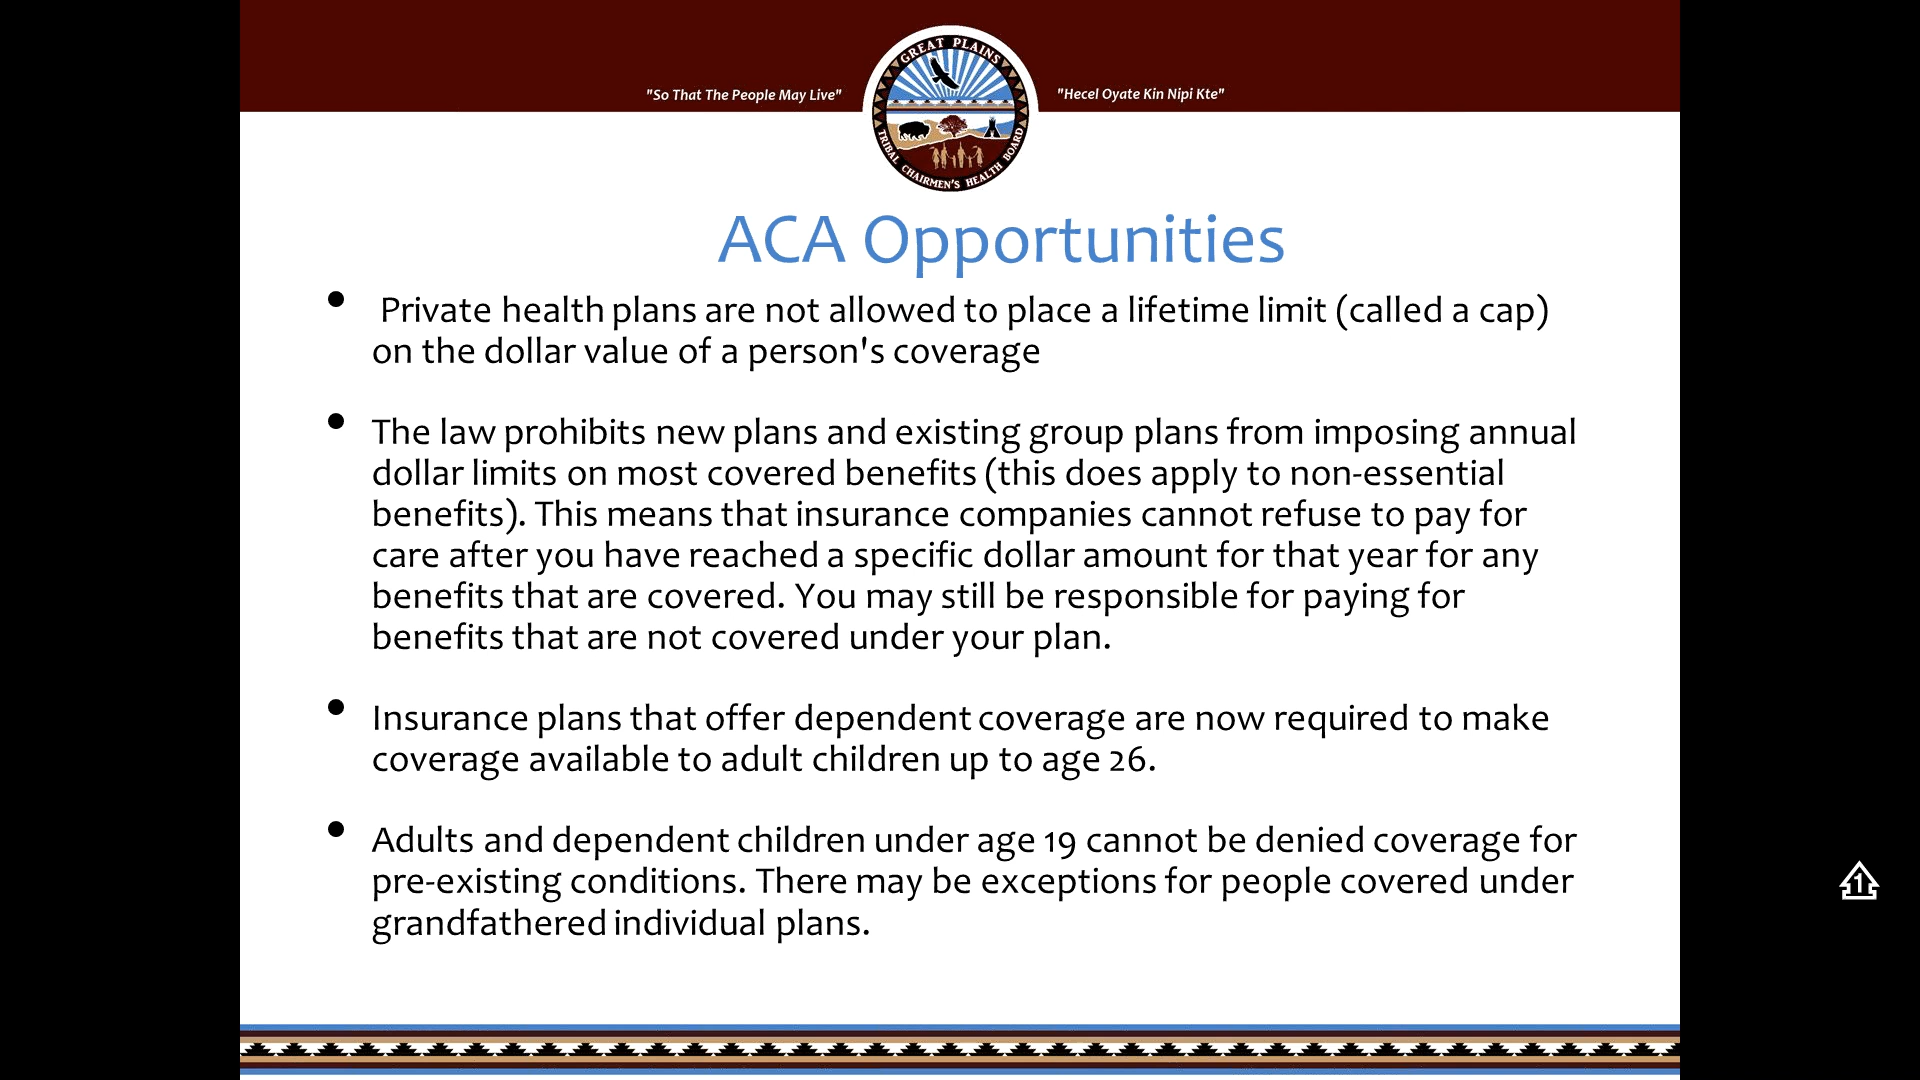 "So That The People May Live"
GREAT PLAINS
TRIBAL CHAIRMEN'S HEALTH BOARD
"Hecel Oyate Kin Nipi Kte"
ACA Opportunities
• Private health plans are not allowed to place a lifetime limit (called a cap)
on the dollar value of a person's coverage
• The law prohibits new plans and existing group plans from imposing annual
dollar limits on most covered benefits (this does apply to non-essential
benefits). This means that insurance companies cannot refuse to pay for
care after you have reached a specific dollar amount for that year for any
benefits that are covered. You may still be responsible for paying for
benefits that are not covered under your plan.
• Insurance plans that offer dependent coverage are now required to make
coverage available to adult children up to age 26.
• Adults and dependent children under age 19 cannot be denied coverage for
pre-existing conditions. There may be exceptions for people covered under
grandfathered individual plans.
1